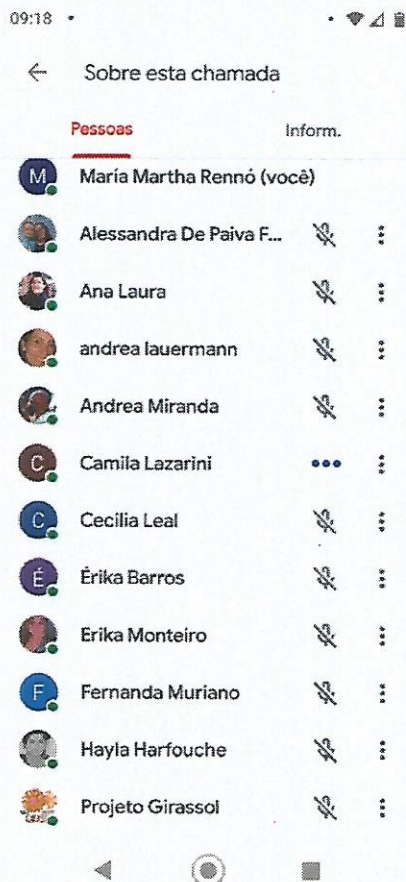 09:18
Sobre esta chamada
Pessoas Inform.
M María Martha Rennó (você)
Alessandra De Paiva F...
Ana Laura
andrea lauermann
Andrea Miranda
C Camila Lazarini
C Cecilia Leal
É Érika Barros
Erika Monteiro
F Fernanda Muriano
Hayla Harfouche
Projeto Girassol